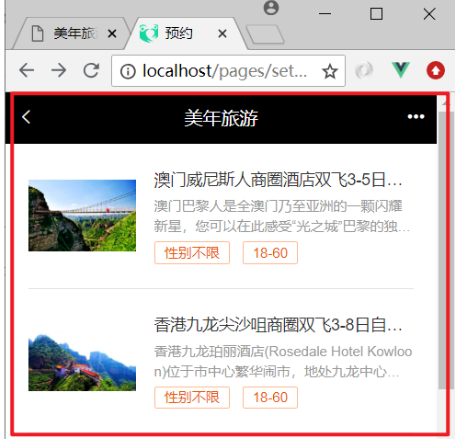 美年旅
预约
localhost/pages/set...
美年旅游
澳门威尼斯人商圈酒店双飞3-5日...
澳门巴黎人是全澳门乃至亚洲的一颗闪耀
新星，您可以在此感受“光之城”巴黎的独...
性别不限 18-60
香港九龙尖沙咀商圈双飞3-8日自...
香港九龙珀丽酒店(Rosedale Hotel Kowloo
n)位于市中心繁华闹市，地处九龙中心...
性别不限 18-60